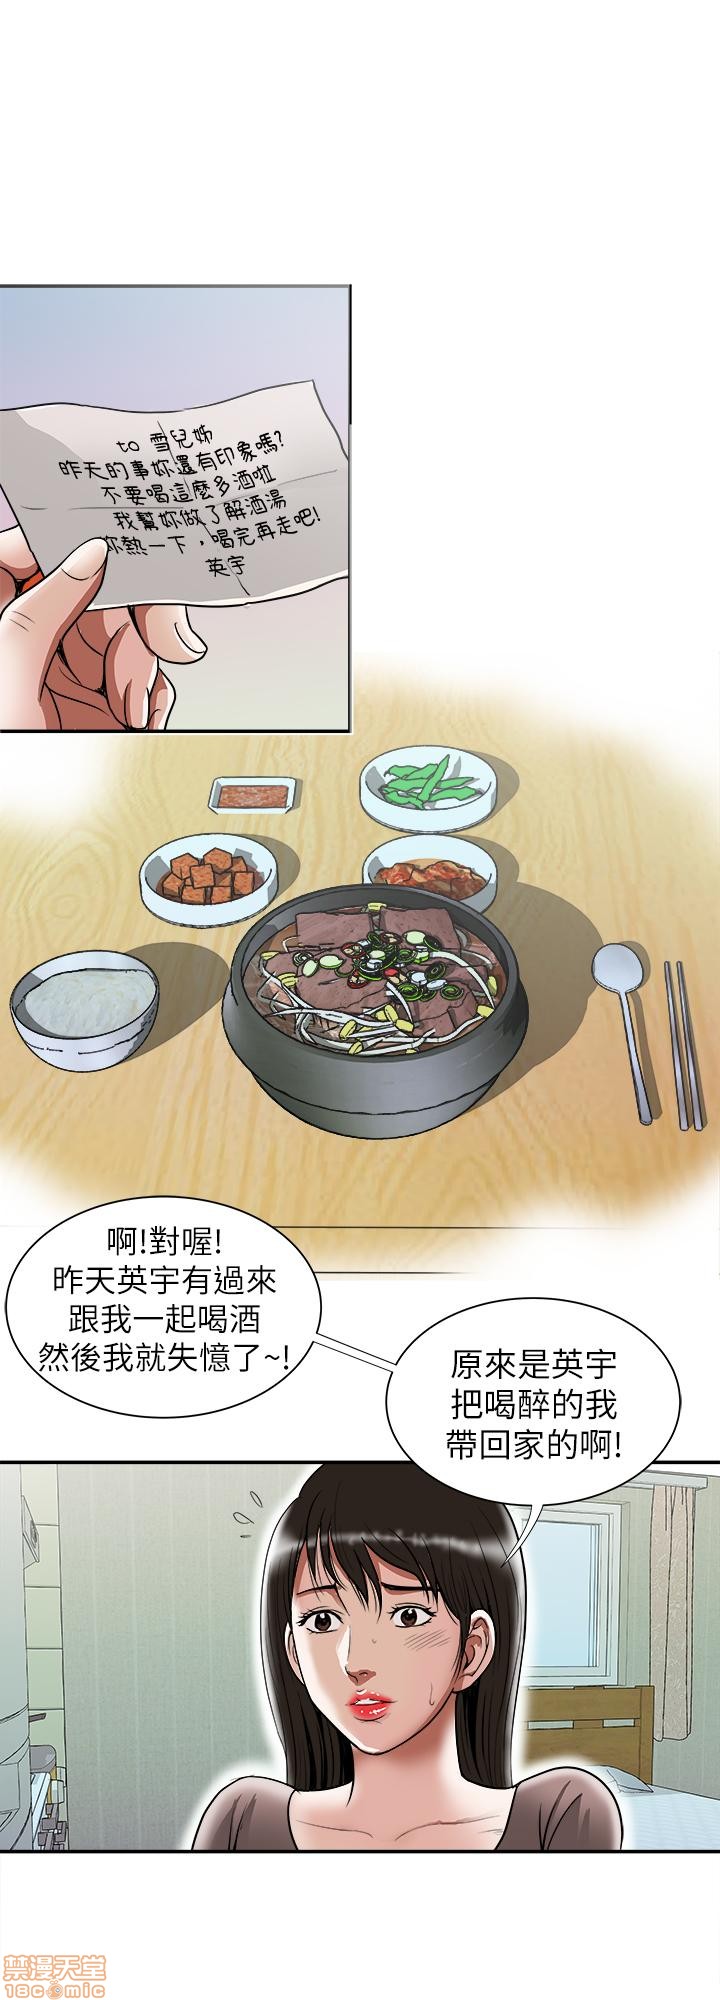 to 雪兒姊
昨天的事妳還有印象嗎?
不要喝這麼多酒啦
我幫妳做了解酒湯
妳熱一下，喝完再走吧!
英宇
啊!對喔!
昨天英宇有過來
跟我一起喝酒
然後我就失憶了~!
原來是英宇
把喝醉的我
帶回家的啊!
禁漫天堂
18comic